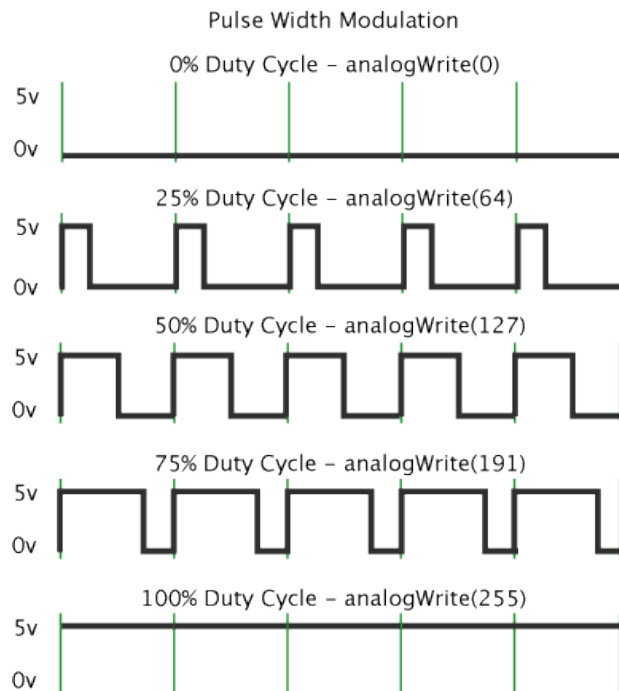 Pulse Width Modulation
0% Duty Cycle – analogWrite(0)
5v
0v
25% Duty Cycle – analogWrite(64)
5v
0v
50% Duty Cycle – analogWrite(127)
5v
0v
75% Duty Cycle – analogWrite(191)
5v
0v
100% Duty Cycle – analogWrite(255)
5v
0v